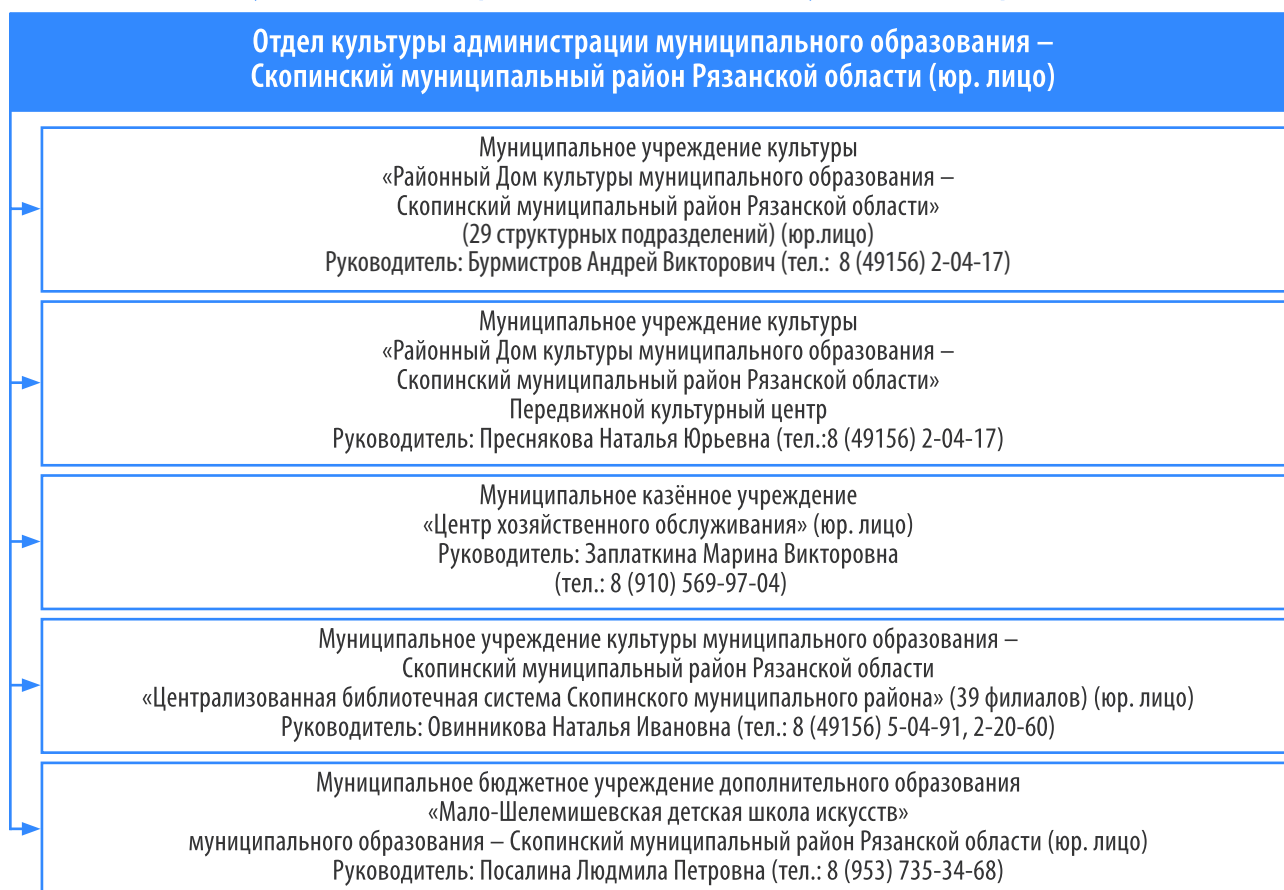 Отдел культуры администрации муниципального образования –
Скопинский муниципальный район Рязанской области (юр. лицо)
Муниципальное учреждение культуры
«Районный Дом культуры муниципального образования –
Скопинский муниципальный район Рязанской области»
(29 структурных подразделений) (юр.лицо)
Руководитель: Бурмистров Андрей Викторович (тел.: 8 (49156) 2-04-17)
Муниципальное учреждение культуры
«Районный Дом культуры муниципального образования –
Скопинский муниципальный район Рязанской области»
Передвижной культурный центр
Руководитель: Преснякова Наталья Юрьевна (тел.:8 (49156) 2-04-17)
Муниципальное казённое учреждение
«Центр хозяйственного обслуживания» (юр. лицо)
Руководитель: Заплаткина Марина Викторовна
(тел.: 8 (910) 569-97-04)
Муниципальное учреждение культуры муниципального образования –
Скопинский муниципальный район Рязанской области
«Централизованная библиотечная система Скопинского муниципального района» (39 филиалов) (юр. лицо)
Руководитель: Овинникова Наталья Ивановна (тел.: 8 (49156) 5-04-91, 2-20-60)
Муниципальное бюджетное учреждение дополнительного образования
«Мало-Шелемишевская детская школа искусств»
муниципального образования – Скопинский муниципальный район Рязанской области (юр. лицо)
Руководитель: Посалина Людмила Петровна (тел.: 8 (953) 735-34-68)